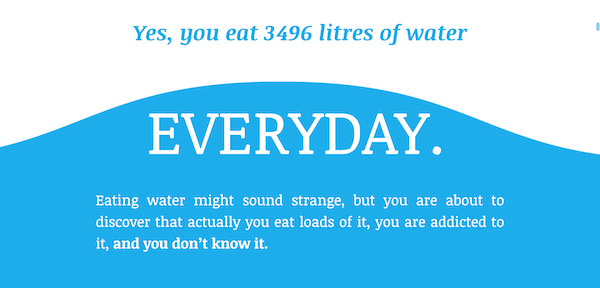 Yes, you eat 3496 litres of water
EVERYDAY.
Eating water might sound strange, but you are about to
discover that actually you eat loads of it, you are addicted to
it, and you don’t know it.